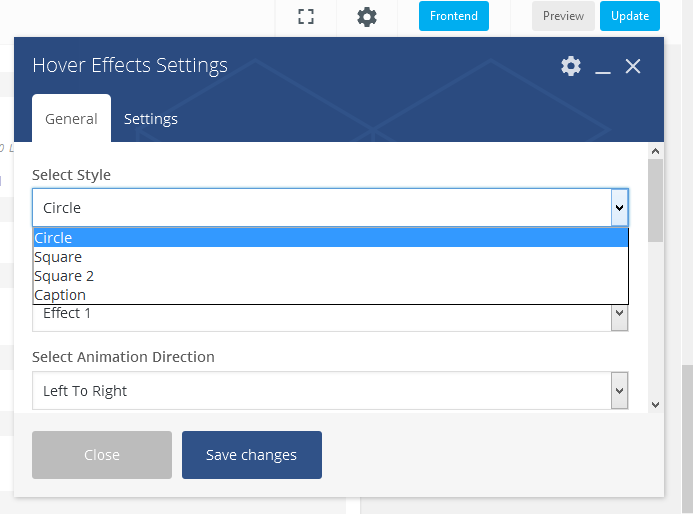 Frontend
Preview
Update
Hover Effects Settings
General
Settings
Select Style
Circle
Circle
Square
Square 2
Caption
Effect 1
Select Animation Direction
Left To Right
Close
Save changes